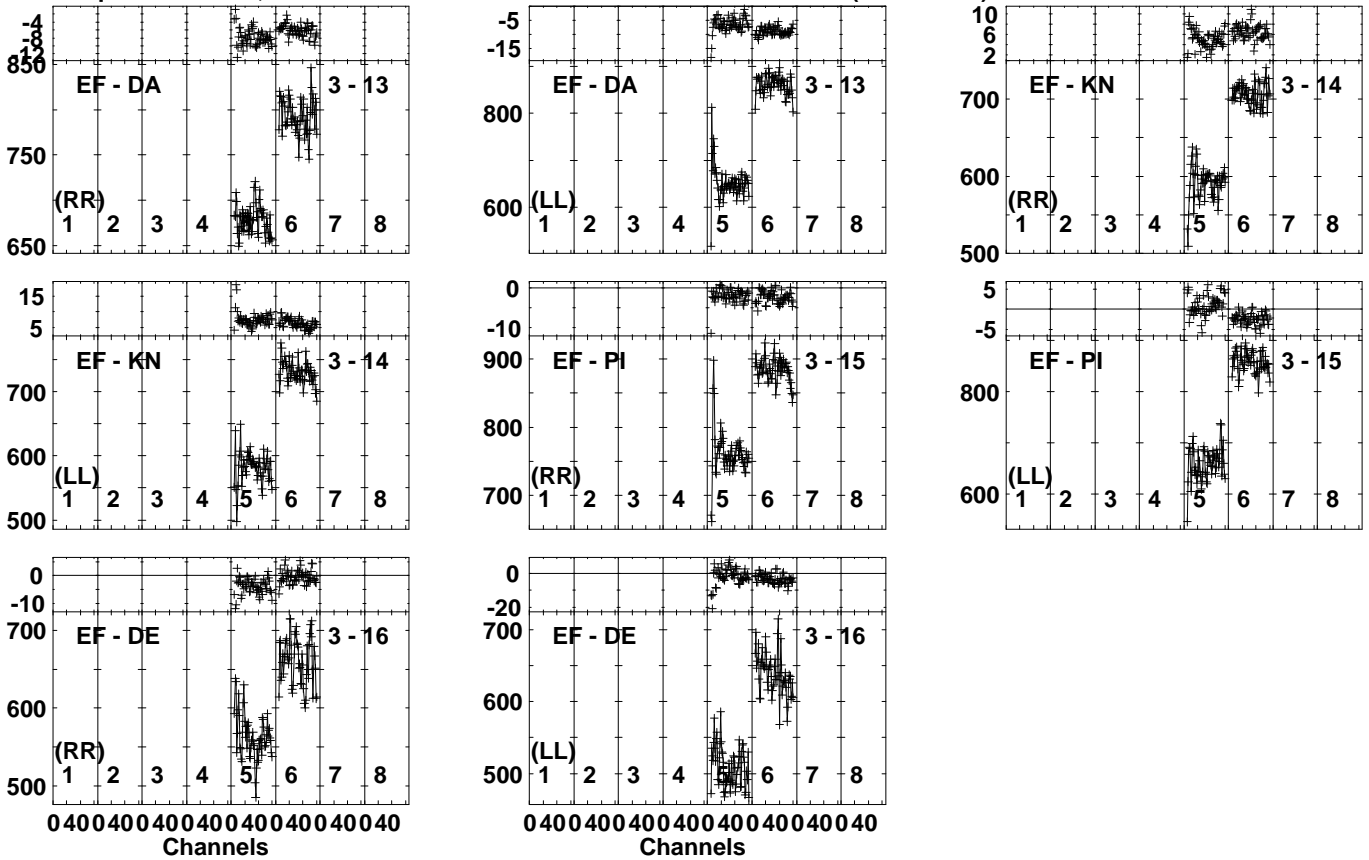 -4
-8
-12
850
EF - DA 3 - 13
750
(RR)
1 2 3 4 5 6 7 8
650
-5
-15
EF - DA 3 - 13
800
600
(LL)
1 2 3 4 5 6 7 8
10
6
2
EF - KN 3 - 14
700
600
(RR)
1 2 3 4 5 6 7 8
500
15
5
EF - KN 3 - 14
700
600
(LL)
1 2 3 4 5 6 7 8
500
0
-10
900
EF - PI 3 - 15
800
(RR)
700
1 2 3 4 5 6 7 8
5
-5
EF - PI 3 - 15
800
(LL)
600
1 2 3 4 5 6 7 8
0
-10
700
EF - DE 3 - 16
600
(RR)
1 2 3 4 5 6 7 8
500
0 40 0 40 0 40 0 40 0 40 0 40 0 40 0 40
Channels
0
-20
700
EF - DE 3 - 16
600
(LL)
500
1 2 3 4 5 6 7 8
0 40 0 40 0 40 0 40 0 40 0 40 0 40 0 40
Channels